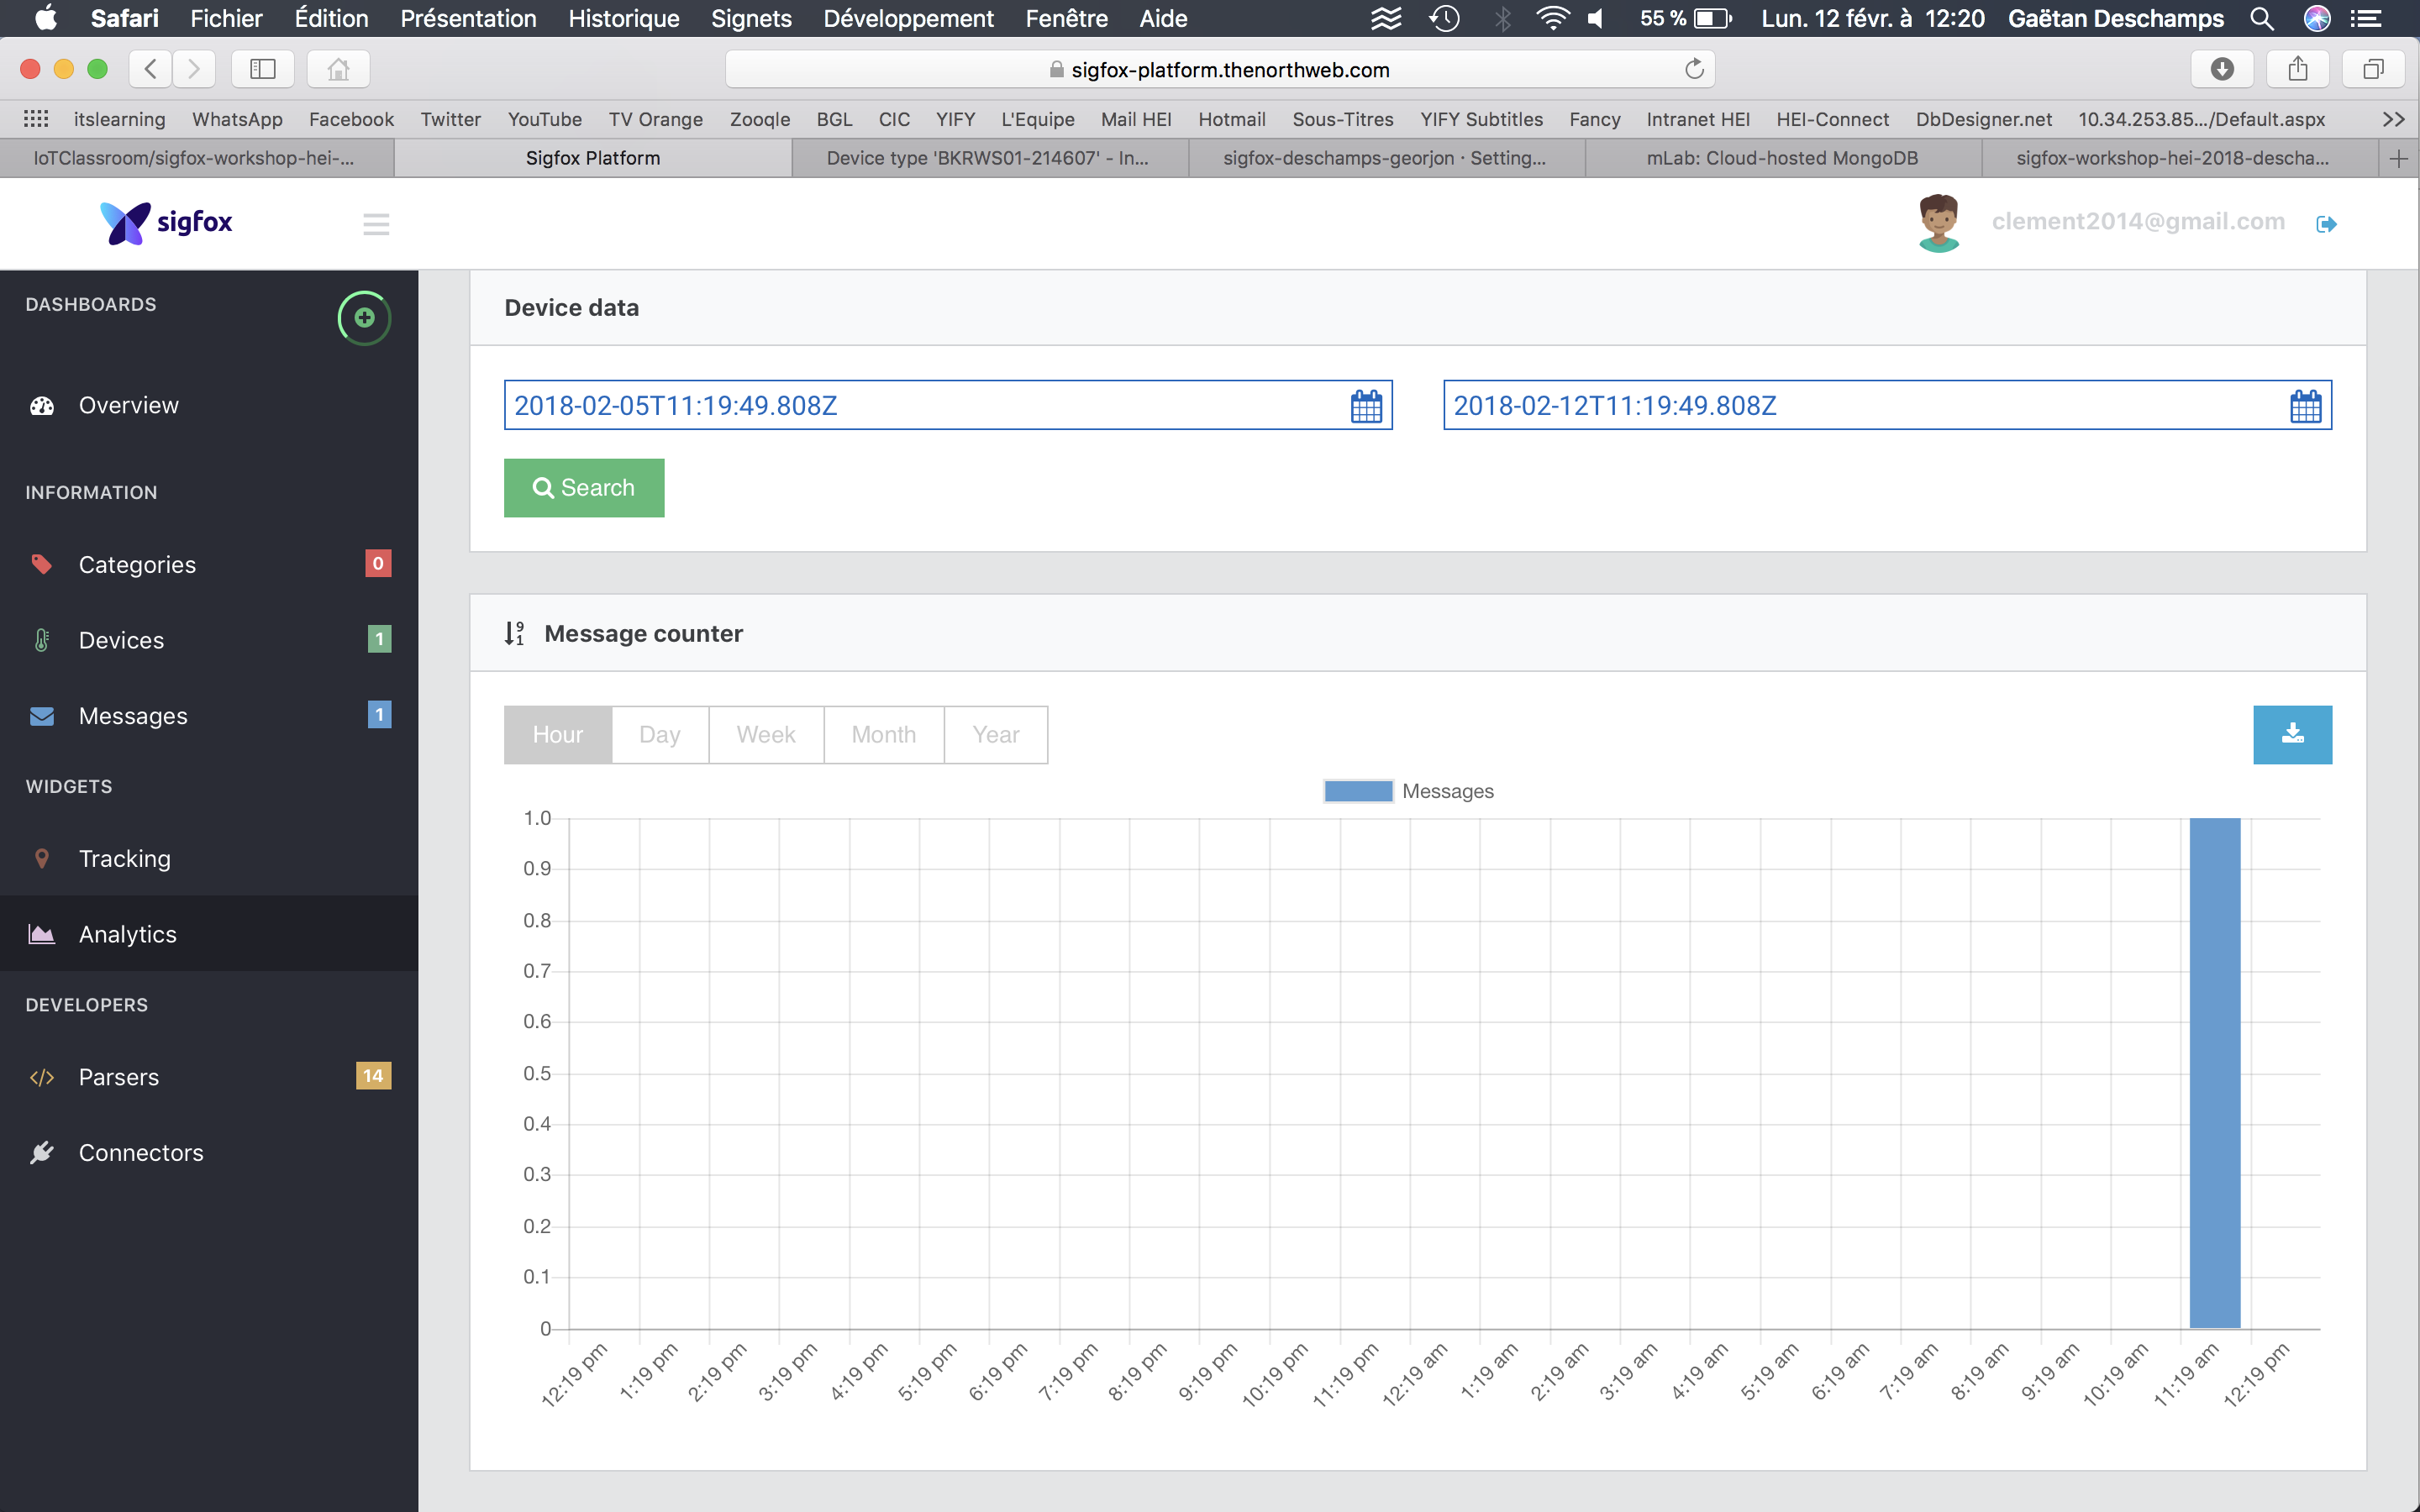 Safari Fichier Édition Présentation Historique Signets Développement Fenêtre Aide 55 % Lun. 12 févr. à 12:20 Gaëtan Deschamps
sigfox-platform.thenorthweb.com
itslearning WhatsApp Facebook Twitter YouTube TV Orange Zooqle BGL CIC YIFY L'Equipe Mail HEI Hotmail Sous-Titres YIFY Subtitles Fancy Intranet HEI HEI-Connect DbDesigner.net 10.34.253.85.../Default.aspx >>
IoTClassroom/sigfox-workshop-hei-... Sigfox Platform Device type 'BKRWS01-214607' - In... sigfox-deschamps-georjon · Setting... mLab: Cloud-hosted MongoDB sigfox-workshop-hei-2018-descha... +
sigfox clement2014@gmail.com
DASHBOARDS
Overview
INFORMATION
Categories 0
Devices 1
Messages 1
WIDGETS
Tracking
Analytics
DEVELOPERS
</> Parsers 14
Connectors
Device data
2018-02-05T11:19:49.808Z 2018-02-12T11:19:49.808Z
Search
9
1 Message counter
Hour Day Week Month Year
Messages
1.0
0.9
0.8
0.7
0.6
0.5
0.4
0.3
0.2
0.1
0
12:19 pm 1:19 pm 2:19 pm 3:19 pm 4:19 pm 5:19 pm 6:19 pm 7:19 pm 8:19 pm 9:19 pm 10:19 pm 11:19 pm 12:19 am 1:19 am 2:19 am 3:19 am 4:19 am 5:19 am 6:19 am 7:19 am 8:19 am 9:19 am 10:19 am 11:19 am 12:19 pm